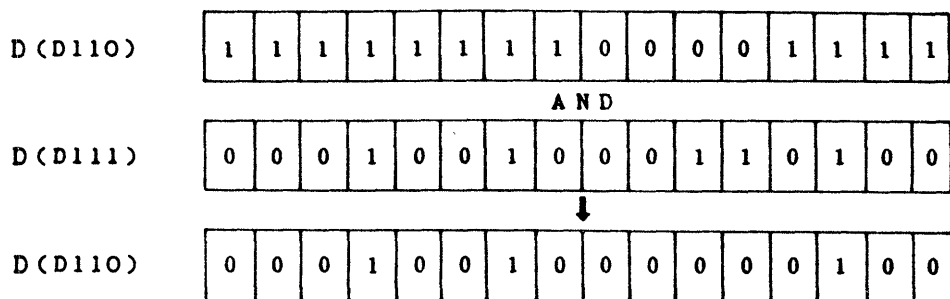 D(D110) 1 1 1 1 1 1 1 1 0 0 0 0 1 1 1 1
AND
D(D111) 0 0 0 1 0 0 1 0 0 0 1 1 0 1 0 0
D(D110) 0 0 0 1 0 0 1 0 0 0 0 0 0 1 0 0